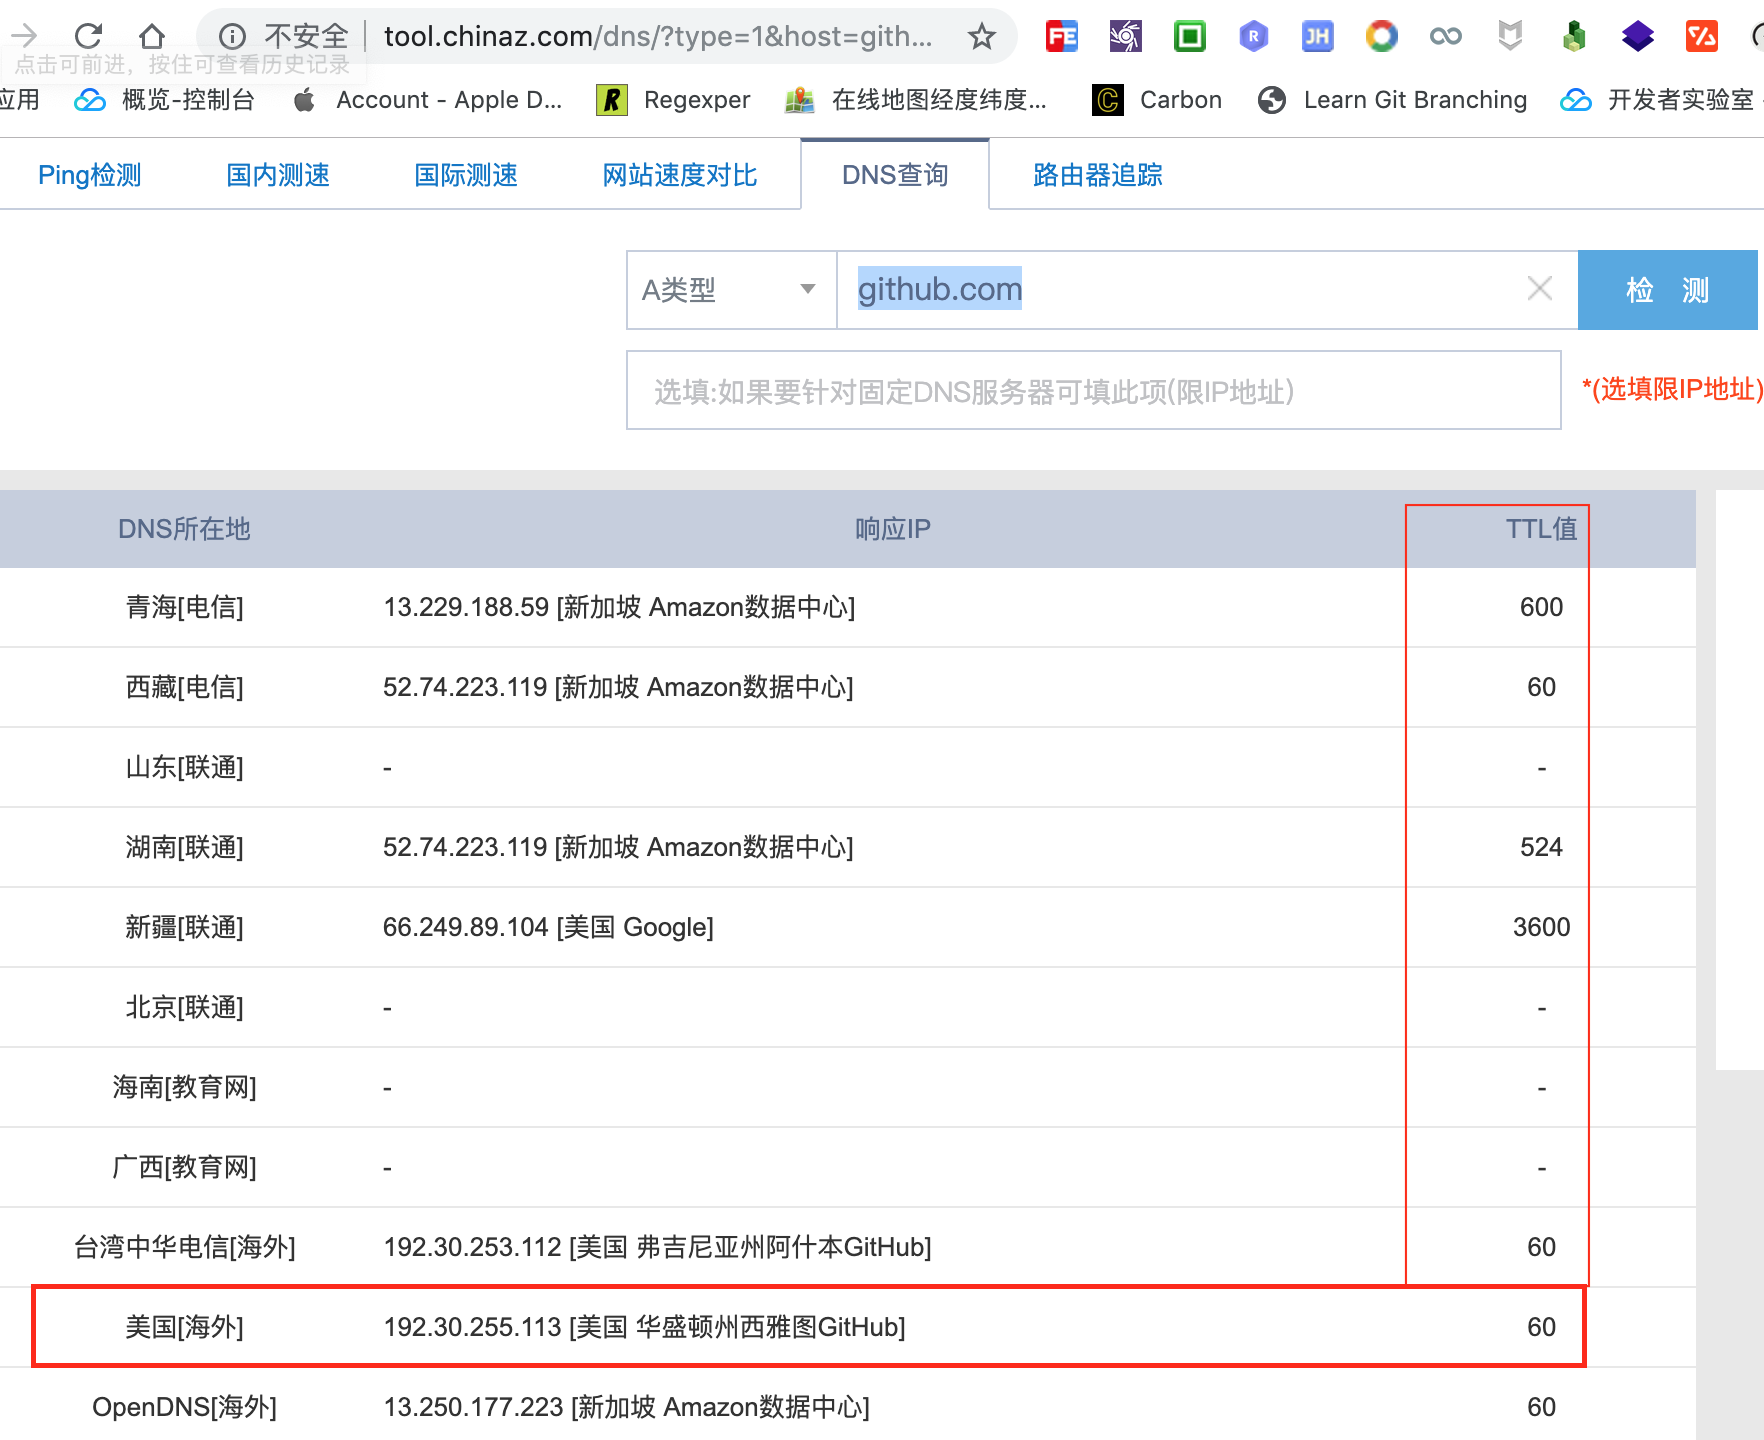 不安全 tool.chinaz.com/dns/?type=1&host=gith... FE R JH
点击可前进，按住可查看历史记录
应用 概览-控制台 Account - Apple D... R Regexper 在线地图经度纬度... C Carbon Learn Git Branching 开发者实验室
Ping检测 国内测速 国际测速 网站速度对比 DNS查询 路由器追踪
A类型 github.com 检 测
选填:如果要针对固定DNS服务器可填此项(限IP地址) *(选填限IP地址)
DNS所在地 响应IP TTL值
青海[电信] 13.229.188.59 [新加坡 Amazon数据中心] 600
西藏[电信] 52.74.223.119 [新加坡 Amazon数据中心] 60
山东[联通] - -
湖南[联通] 52.74.223.119 [新加坡 Amazon数据中心] 524
新疆[联通] 66.249.89.104 [美国 Google] 3600
北京[联通] - -
海南[教育网] - -
广西[教育网] - -
台湾中华电信[海外] 192.30.253.112 [美国 弗吉尼亚州阿什本GitHub] 60
美国[海外] 192.30.255.113 [美国 华盛顿州西雅图GitHub] 60
OpenDNS[海外] 13.250.177.223 [新加坡 Amazon数据中心] 60